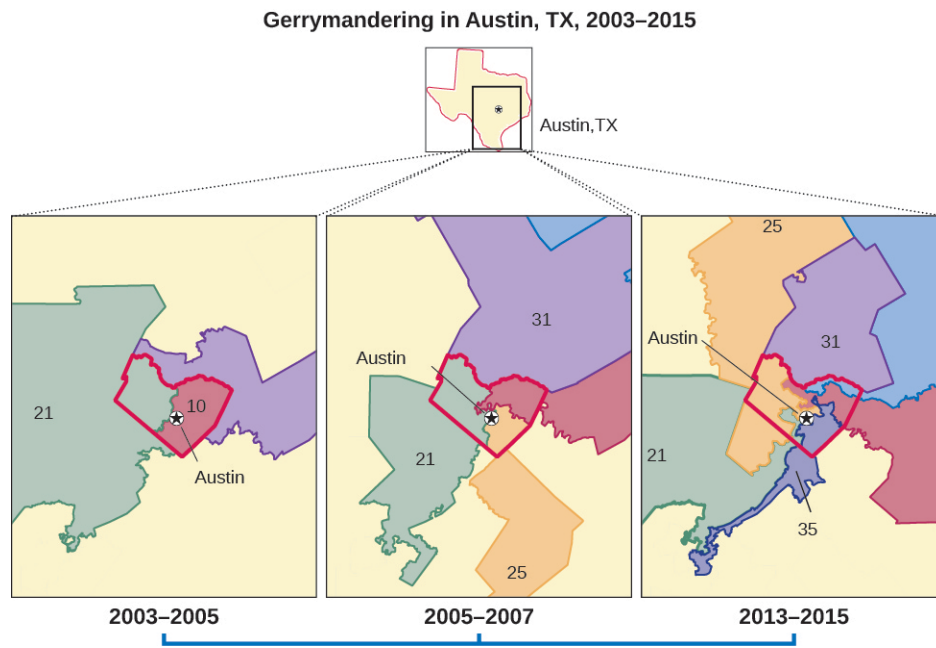 Gerrymandering in Austin, TX, 2003–2015
Austin,TX
21
10
Austin
31
Austin
21
25
25
Austin
31
21
35
2003–2005
2005–2007
2013–2015